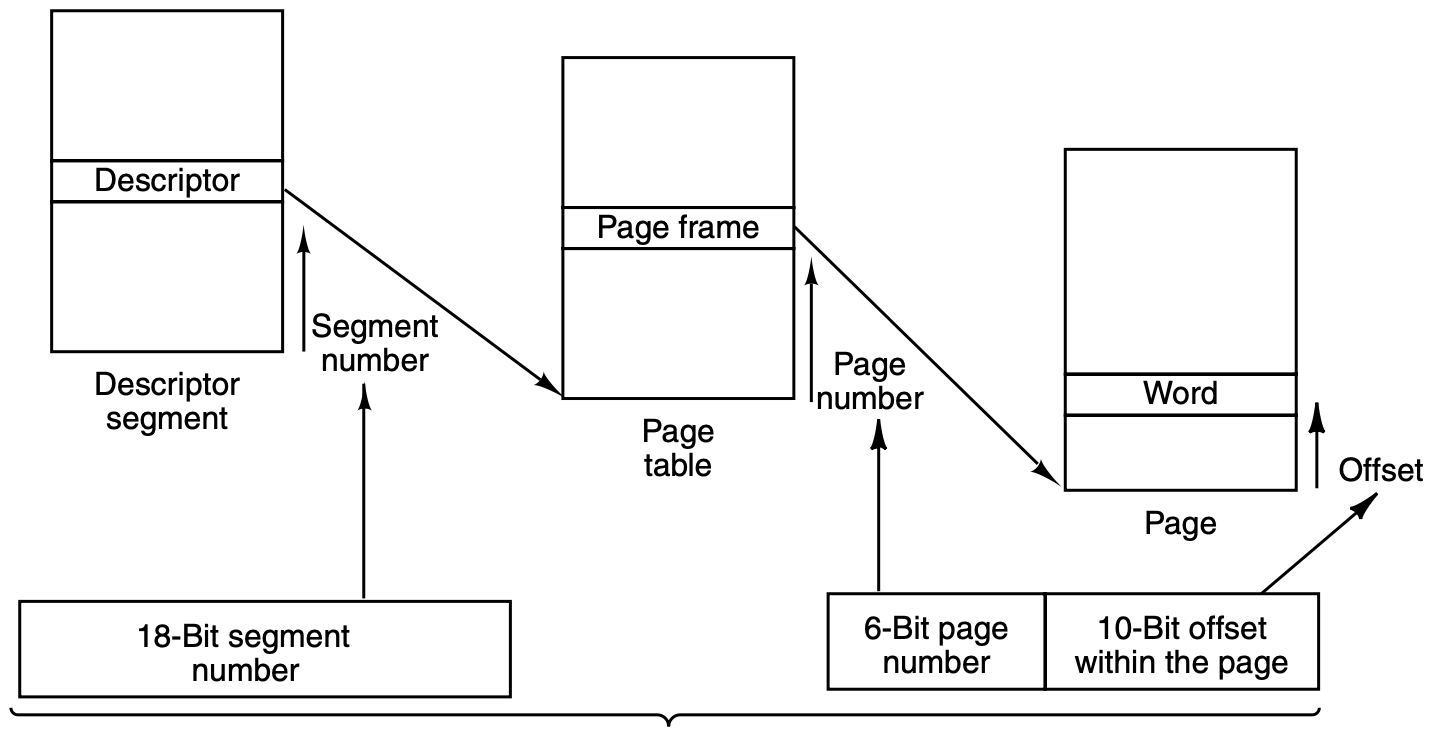 Descriptor
Segment
number
Descriptor
segment
Page frame
Page
number
Page
table
Word
Offset
Page
18-Bit segment
number
6-Bit page
number
10-Bit offset
within the page